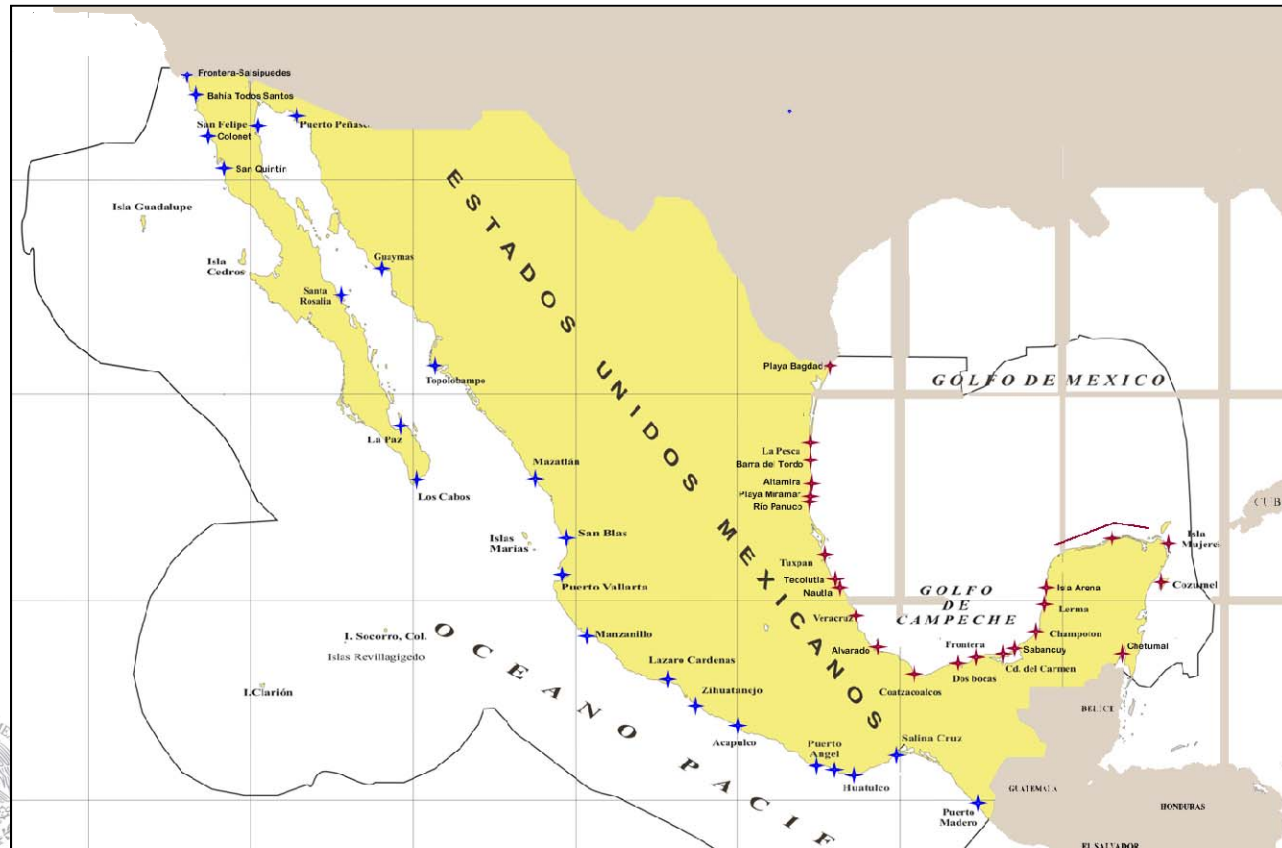 Frontera-Salsipuedes
Bahía Todos Santos
San Felipe
Puerto Peñasc
Colonet
San Quintín
Isla Guadalupe
Isla
Cedros
Guaymas
Santa
Rosalia
Topolobampo
La Paz
Los Cabos
Mazatlán
Islas
Marias
San Blas
Puerto Vallarta
Manzanillo
I. Socorro, Col.
Islas Revillagigedo
I.Clarión
Lazaro Cardenas
Zihuatanejo
Acapulco
Puerto
Angel
Huatulco
Salina Cruz
Puerto
Madero
ESTADOS UNIDOS MEXICANOS
OCEANO PACIF
Playa Bagdad
GOLFO DE MEXICO
La Pesca
Barra del Tordo
Altamira
Playa Miramar
Río Panuco
Tuxpan
Tecolutla
Nautla
Veracruz
Alvarado
Coatzacoalcos
GOLFO
DE
CAMPECHE
Frontera
Dos bocas
Cd. del Carmen
Sabancuy
Champoton
Lerma
Isla Arena
Isla
Mujeres
Cozumel
Chetumal
CUB
BELICE
GUATEMALA
HONDURAS
EL SALVADOR